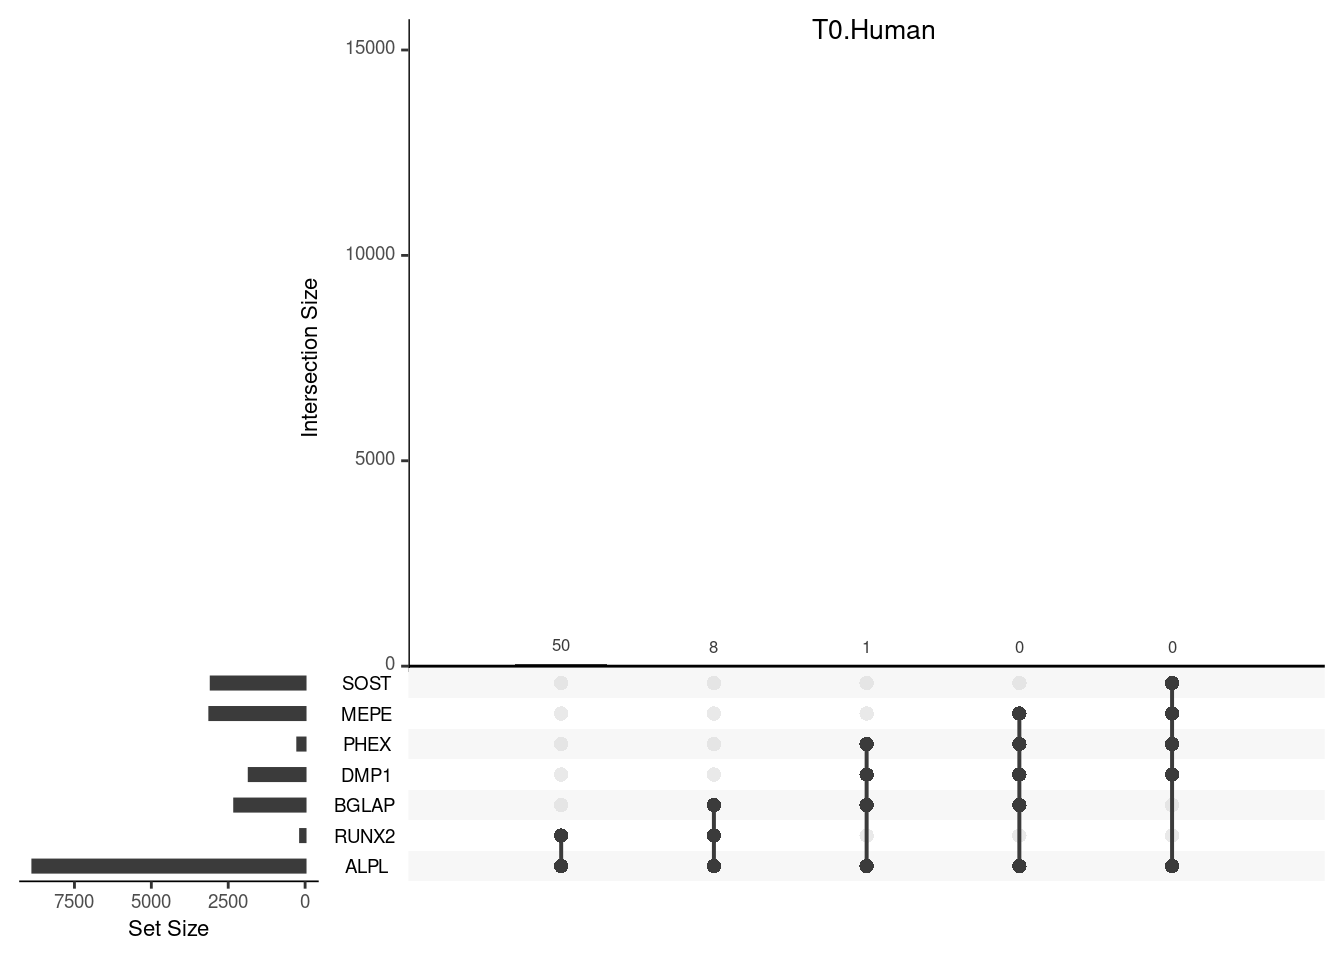 T0.Human
15000
10000
5000
0
Intersection Size
50 8 1 0 0
SOST
MEPE
PHEX
DMP1
BGLAP
RUNX2
ALPL
7500 5000 2500 0
Set Size